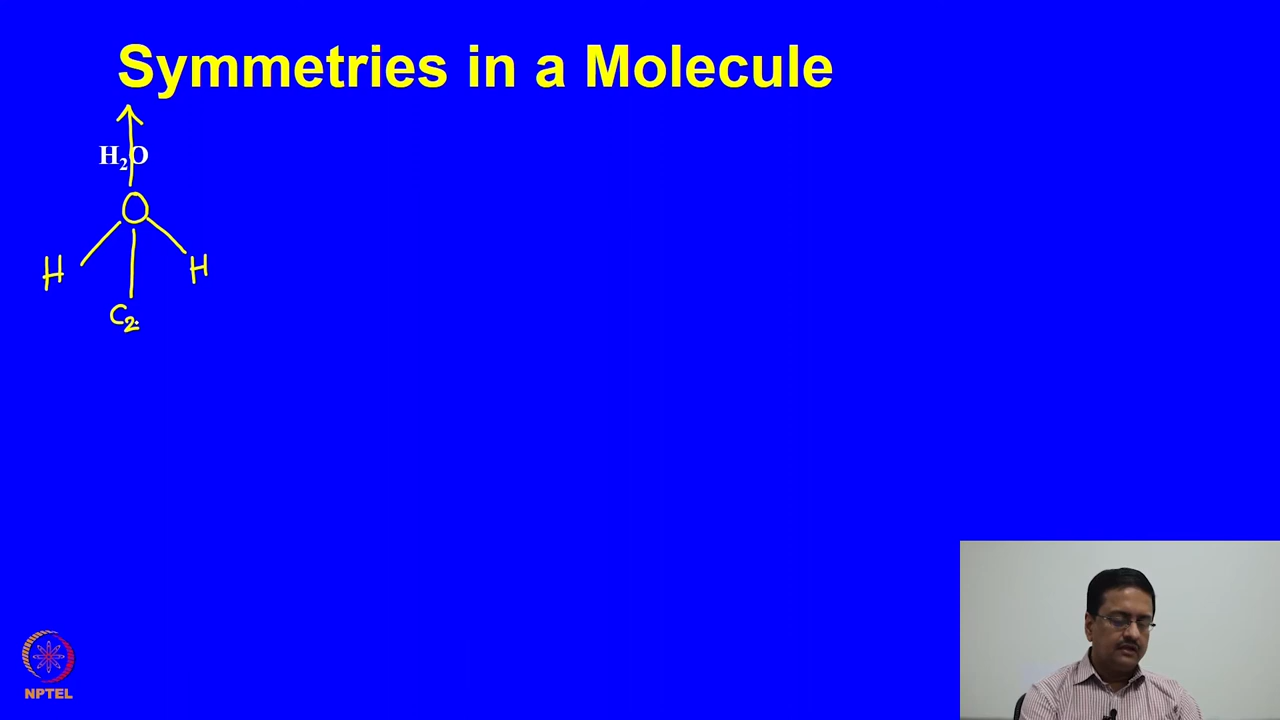 Symmetries in a Molecule
H₂O
O
H H
C₂
NPTEL